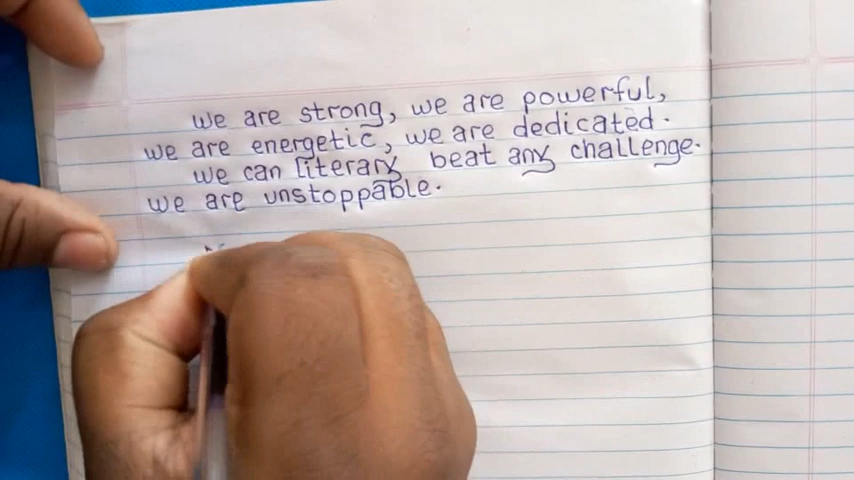 we are strong, we are powerful,
we are energetic, we are dedicated.
we can literary beat any challenge.
we are unstoppable.